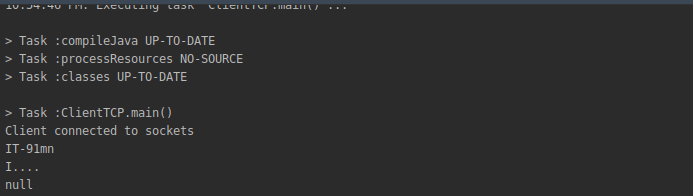 10:54:46 PM: Executing task 'ClientTCP.main()'...
> Task :compileJava UP-TO-DATE
> Task :processResources NO-SOURCE
> Task :classes UP-TO-DATE
> Task :ClientTCP.main()
Client connected to sockets
IT-91mn
I....
null